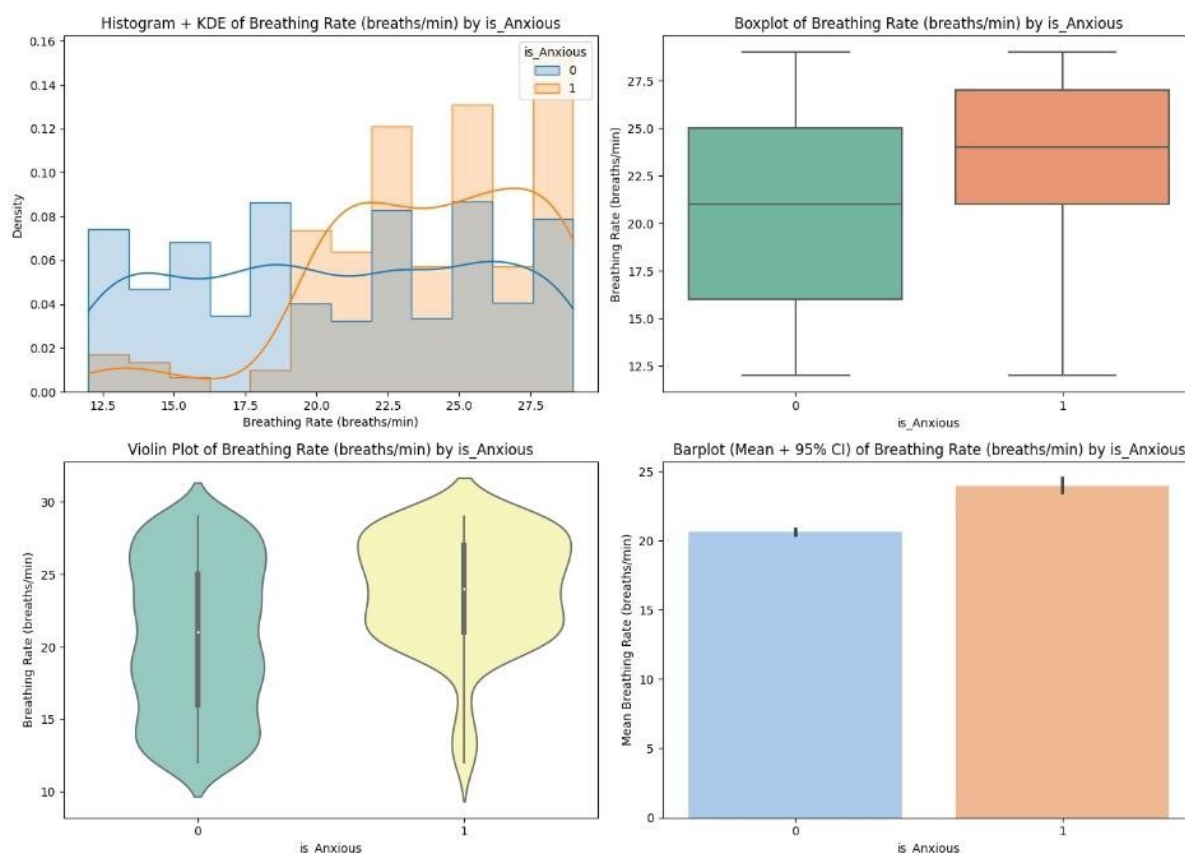 Histogram + KDE of Breathing Rate (breaths/min) by is_Anxious
0.16
0.14
0.12
0.10
0.08
0.06
0.04
0.02
0.00
Density
is_Anxious
0
1
12.5 15.0 17.5 20.0 22.5 25.0 27.5
Breathing Rate (breaths/min)
Boxplot of Breathing Rate (breaths/min) by is_Anxious
27.5
25.0
22.5
20.0
17.5
15.0
12.5
Breathing Rate (breaths/min)
0 1
is_Anxious
Violin Plot of Breathing Rate (breaths/min) by is_Anxious
30
25
20
15
10
Breathing Rate (breaths/min)
0 1
is_Anxious
Barplot (Mean + 95% CI) of Breathing Rate (breaths/min) by is_Anxious
25
20
15
10
5
0
Mean Breathing Rate (breaths/min)
0 1
is_Anxious